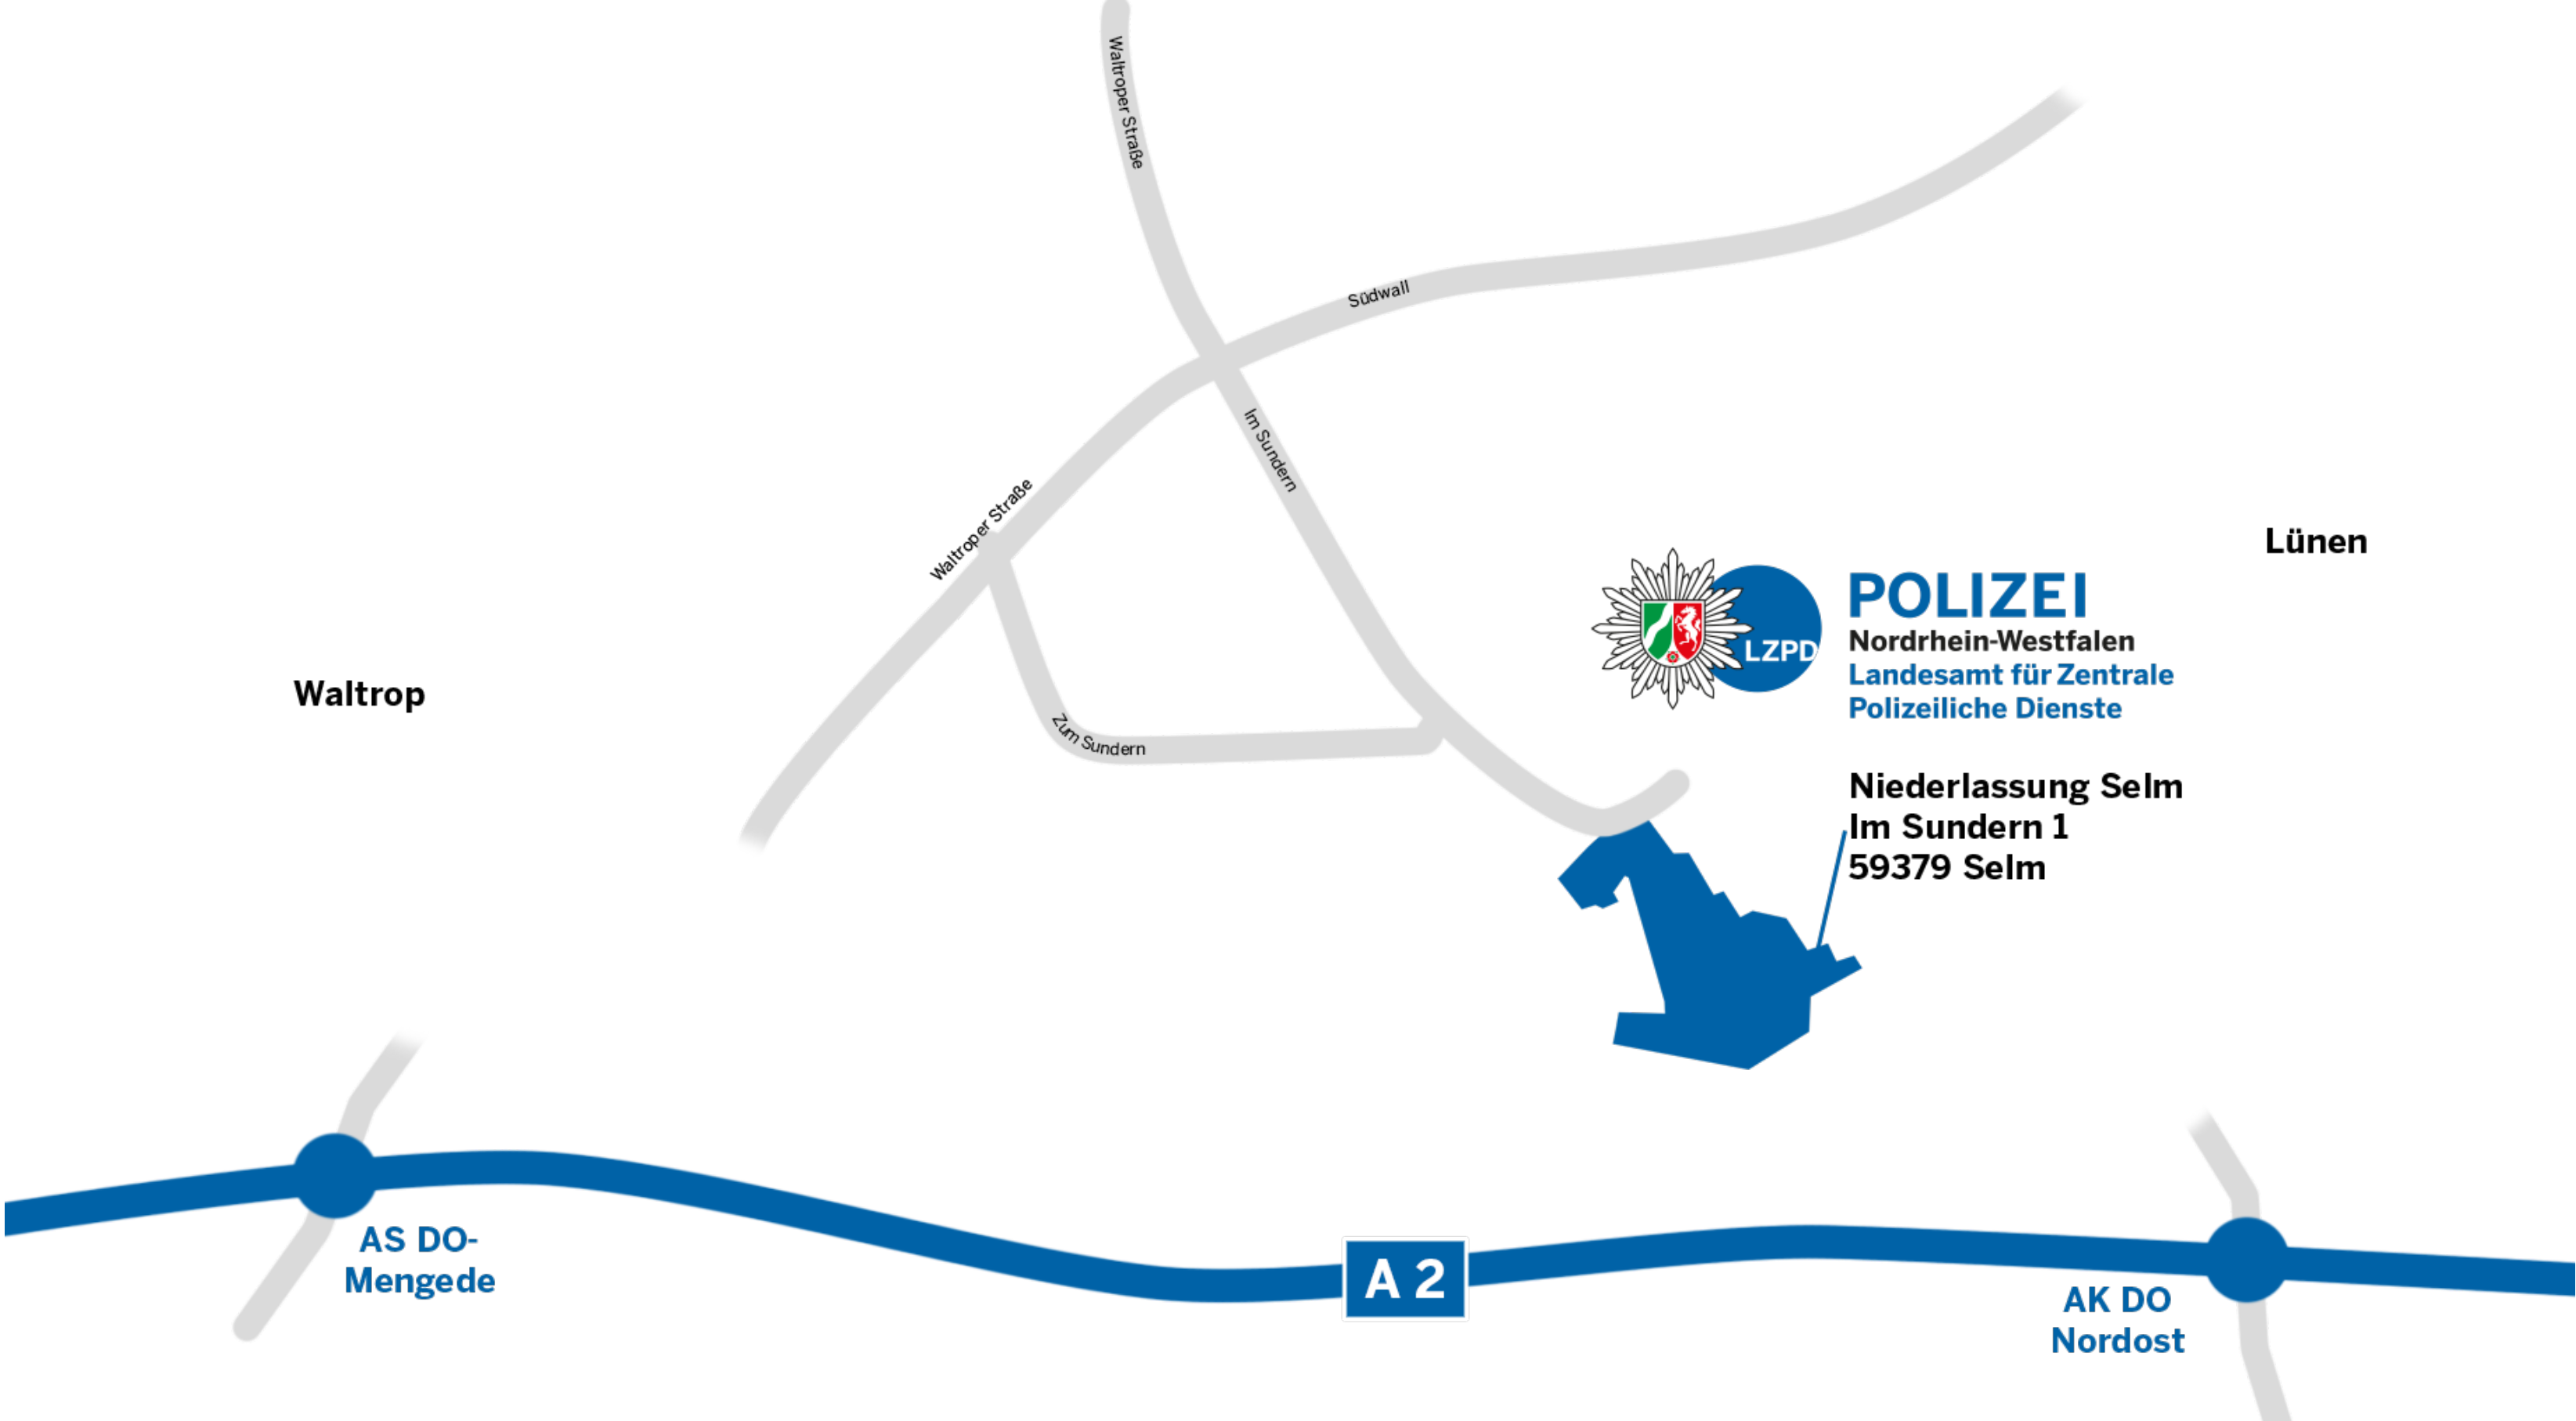 Waltroper Straße
Südwall
Im Sundern
Waltroper Straße
Lünen
LZPD
POLIZEI
Nordrhein-Westfalen
Landesamt für Zentrale
Polizeiliche Dienste
Waltrop
Zum Sundern
Niederlassung Selm
Im Sundern 1
59379 Selm
AS DO-
Mengede
A 2
AK DO
Nordost